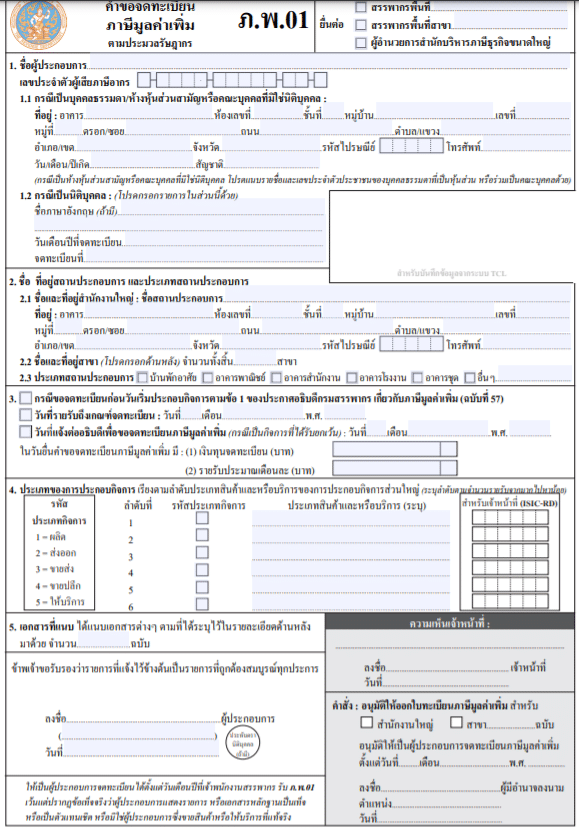 คำขอจดทะเบียน
ภาษีมูลค่าเพิ่ม
ตามประมวลรัษฎากร
ภ.พ.01
ยื่นต่อ
สรรพากรพื้นที่
สรรพากรพื้นที่สาขา
ผู้อำนวยการสำนักบริหารภาษีธุรกิจขนาดใหญ่
1. ชื่อผู้ประกอบการ
เลขประจำตัวผู้เสียภาษีอากร
1.1 กรณีเป็นบุคคลธรรมดา/ห้างหุ้นส่วนสามัญหรือคณะบุคคลที่มิใช่นิติบุคคล :
ที่อยู่ : อาคาร ห้องเลขที่ ชั้นที่ หมู่บ้าน เลขที่
หมู่ที่ ตรอก/ซอย ถนน ตำบล/แขวง
อำเภอ/เขต จังหวัด รหัสไปรษณีย์ โทรศัพท์
วัน/เดือน/ปีเกิด สัญชาติ
(กรณีเป็นห้างหุ้นส่วนสามัญหรือคณะบุคคลที่มิใช่นิติบุคคล โปรดแนบรายชื่อและเลขประจำตัวประชาชนของบุคคลธรรมดาที่เป็นหุ้นส่วน หรือร่วมเป็นคณะบุคคลด้วย)
1.2 กรณีเป็นนิติบุคคล : (โปรดกรอกรายการในส่วนนี้ด้วย)
ชื่อภาษาอังกฤษ (ถ้ามี)
วันเดือนปีที่จดทะเบียน
จดทะเบียนที่
สำหรับบันทึกข้อมูลจากระบบ TCL
2. ชื่อ ที่อยู่สถานประกอบการ และประเภทสถานประกอบการ
2.1 ชื่อและที่อยู่สำนักงานใหญ่ : ชื่อสถานประกอบการ
ที่อยู่ : อาคาร ห้องเลขที่ ชั้นที่ หมู่บ้าน เลขที่
หมู่ที่ ตรอก/ซอย ถนน ตำบล/แขวง
อำเภอ/เขต จังหวัด รหัสไปรษณีย์ โทรศัพท์
2.2 ชื่อและที่อยู่สาขา (โปรดกรอกด้านหลัง) จำนวนทั้งสิ้น สาขา
2.3 ประเภทสถานประกอบการ บ้านพักอาศัย อาคารพาณิชย์ อาคารสำนักงาน อาคารโรงงาน อาคารชุด อื่นๆ
3. กรณีขอจดทะเบียนก่อนวันเริ่มประกอบกิจการตามข้อ 1 ของประกาศอธิบดีกรมสรรพากร เกี่ยวกับภาษีมูลค่าเพิ่ม (ฉบับที่ 57)
วันที่รายรับถึงเกณฑ์จดทะเบียน : วันที่ เดือน พ.ศ.
วันที่แจ้งต่ออธิบดีเพื่อขอจดทะเบียนภาษีมูลค่าเพิ่ม (กรณีเป็นกิจการที่ได้รับยกเว้น) : วันที่ เดือน พ.ศ.
ในวันยื่นคำขอจดทะเบียนภาษีมูลค่าเพิ่ม มี : (1) เงินทุนจดทะเบียน (บาท)
(2) รายรับประมาณเดือนละ (บาท)
4. ประเภทของการประกอบกิจการ เรียงตามลำดับประเภทสินค้าและหรือบริการของการประกอบกิจการส่วนใหญ่ (ระบุลำดับตามจำนวนรายรับจากมากไปหาน้อย)
รหัส
ประเภทกิจการ
1 = ผลิต
2 = ส่งออก
3 = ขายส่ง
4 = ขายปลีก
5 = ให้บริการ
ลำดับที่ รหัสประเภทกิจการ ประเภทสินค้าและหรือบริการ (ระบุ) สำหรับเจ้าหน้าที่ (ISIC-RD)
1
2
3
4
5
6
5. เอกสารที่แนบ ได้แนบเอกสารต่างๆ ตามที่ได้ระบุไว้ในรายละเอียดด้านหลัง
มาด้วย จำนวน ฉบับ
ข้าพเจ้าขอรับรองว่ารายการที่แจ้งไว้ข้างต้นเป็นรายการที่ถูกต้องสมบูรณ์ทุกประการ
ลงชื่อ ผู้ประกอบการ
( )
วันที่
ประทับตรา
นิติบุคคล
(ถ้ามี)
ให้เป็นผู้ประกอบการจดทะเบียนได้ตั้งแต่วันเดือนปีที่เจ้าพนักงานสรรพากร รับ ภ.พ.01
เว้นแต่ปรากฏข้อเท็จจริงว่าผู้ประกอบการแสดงรายการ หรือเอกสารหลักฐานเป็นเท็จ
หรือเป็นตัวแทนเชิด หรือมิใช่ผู้ประกอบการซึ่งขายสินค้าหรือให้บริการที่แท้จริง
ความเห็นเจ้าหน้าที่ :
ลงชื่อ เจ้าหน้าที่
วันที่
คำสั่ง : อนุมัติให้ออกใบทะเบียนภาษีมูลค่าเพิ่ม สำหรับ
สำนักงานใหญ่ สาขา ฉบับ
อนุมัติให้เป็นผู้ประกอบการจดทะเบียนภาษีมูลค่าเพิ่ม
ตั้งแต่วันที่ เดือน พ.ศ.
ลงชื่อ ผู้มีอำนาจลงนาม
ตำแหน่ง
วันที่